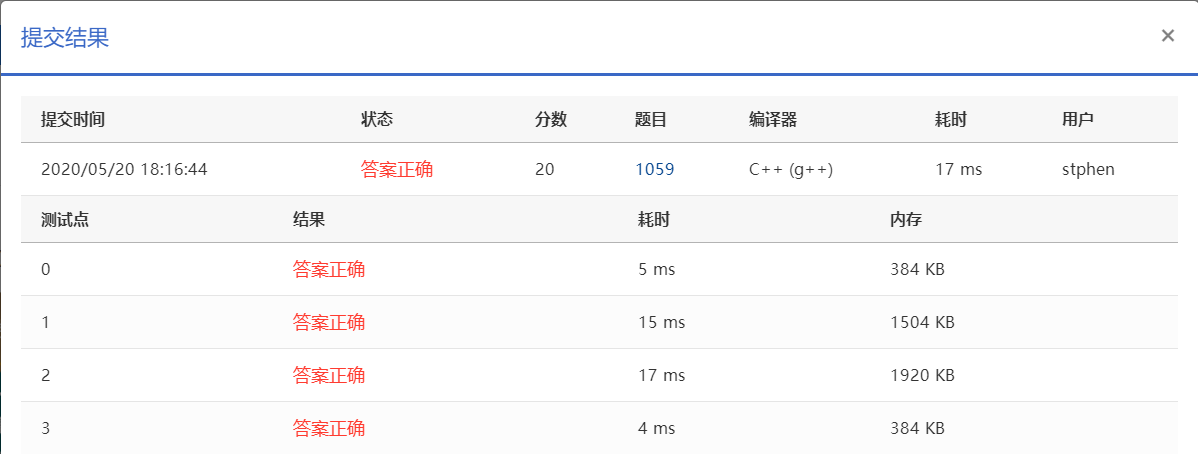 提交结果 ×
提交时间 状态 分数 题目 编译器 耗时 用户
2020/05/20 18:16:44 答案正确 20 1059 C++ (g++) 17 ms stphen
测试点 结果 耗时 内存
0 答案正确 5 ms 384 KB
1 答案正确 15 ms 1504 KB
2 答案正确 17 ms 1920 KB
3 答案正确 4 ms 384 KB